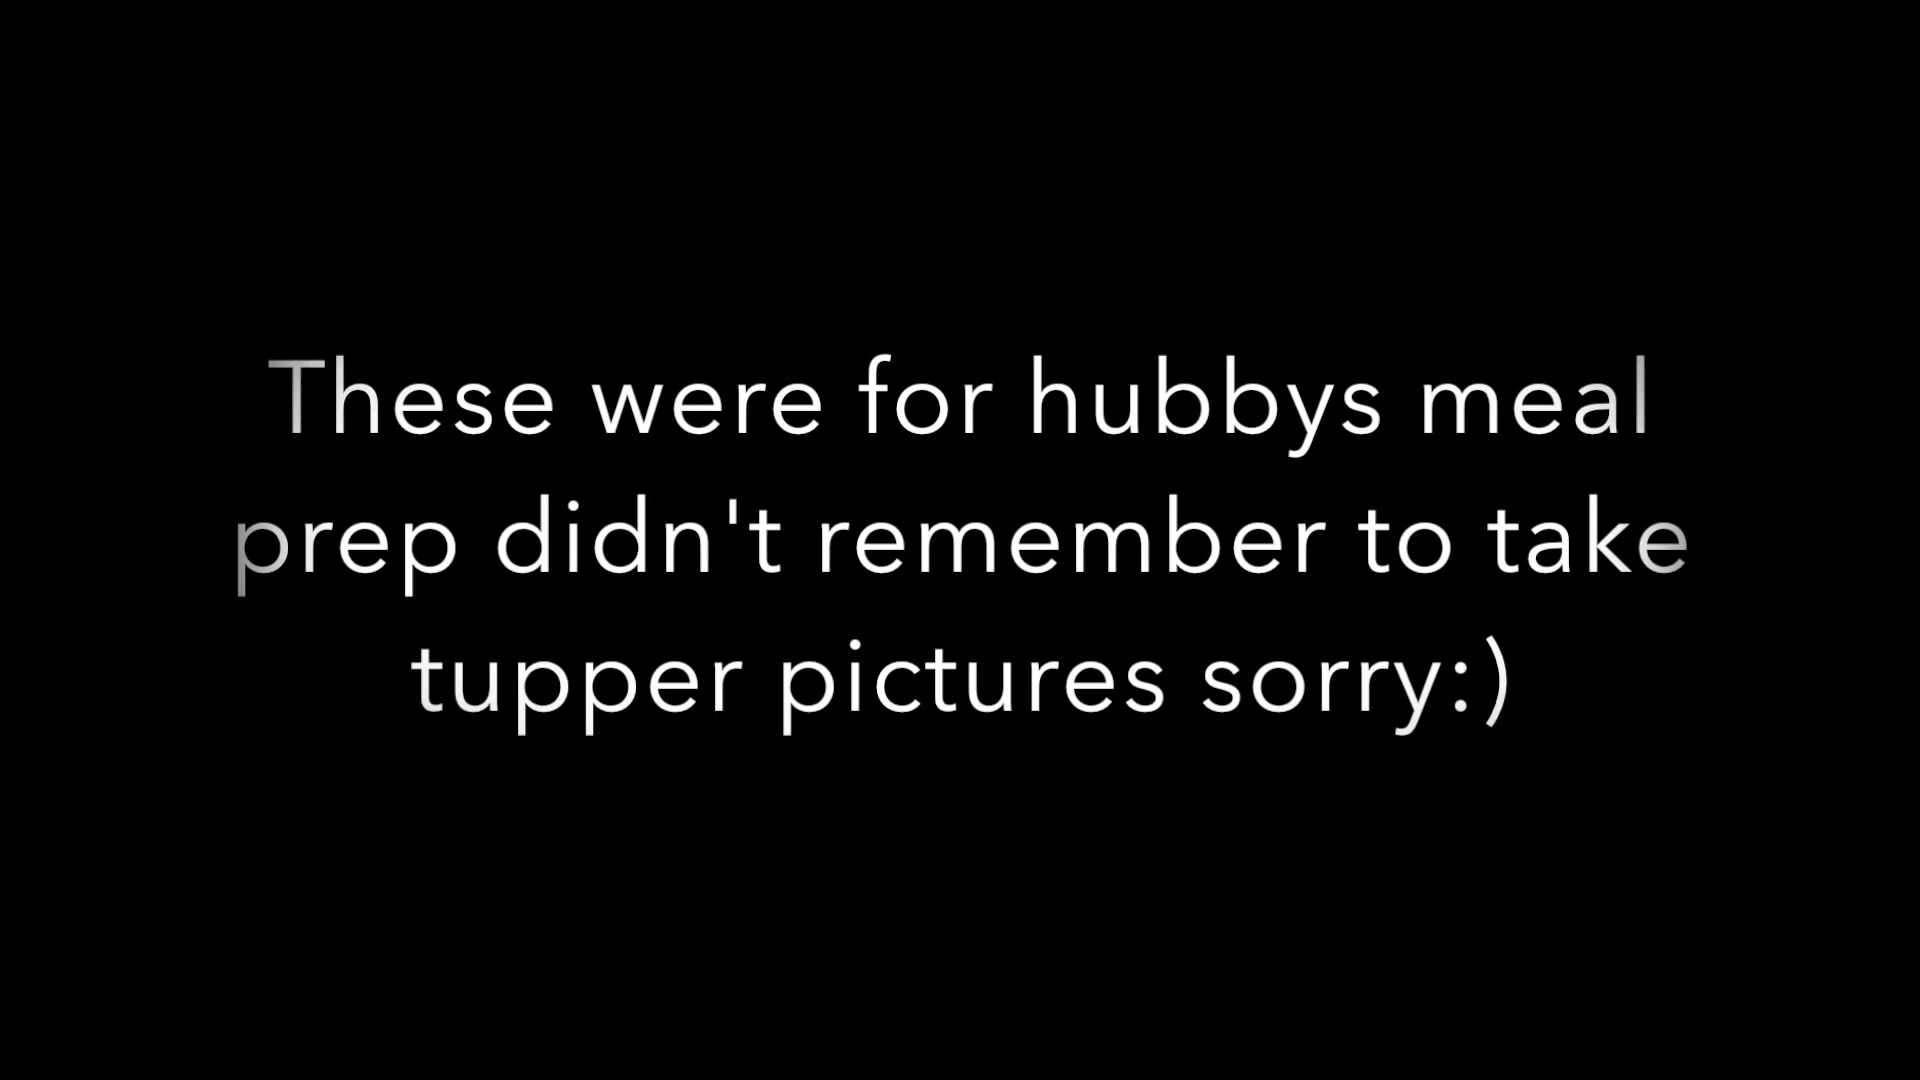 These were for hubbys meal
prep didn't remember to take
tupper pictures sorry:)